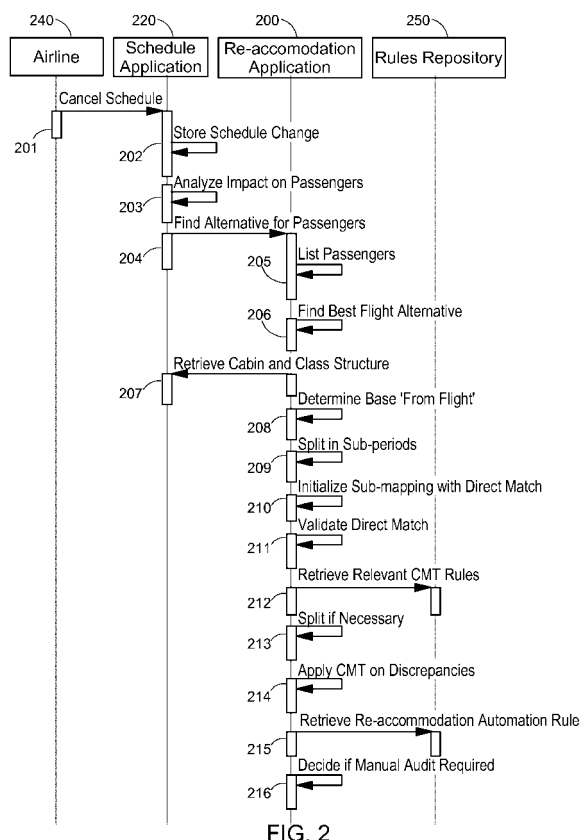 240
220
200
250
Airline
Schedule
Application
Re-accomodation
Application
Rules Repository
Cancel Schedule
201
Store Schedule Change
202
Analyze Impact on Passengers
203
Find Alternative for Passengers
204
List Passengers
205
Find Best Flight Alternative
206
Retrieve Cabin and Class Structure
207
Determine Base 'From Flight'
208
Split in Sub-periods
209
Initialize Sub-mapping with Direct Match
210
Validate Direct Match
211
Retrieve Relevant CMT Rules
212
Split if Necessary
213
Apply CMT on Discrepancies
214
Retrieve Re-accommodation Automation Rule
215
Decide if Manual Audit Required
216
FIG. 2